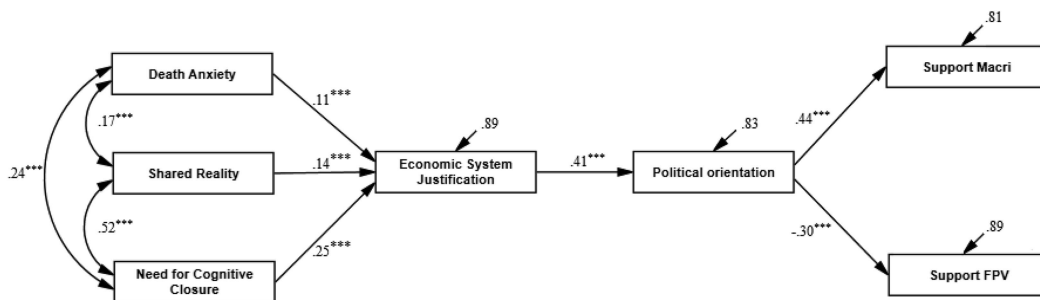 .81
Death Anxiety
Support Macri
.11***
.44***
.17***
.89
.83
.24***
Shared Reality
.14***
Economic System
Justification
.41***
Political orientation
.52***
.25***
-.30***
.89
Need for Cognitive
Closure
Support FPV